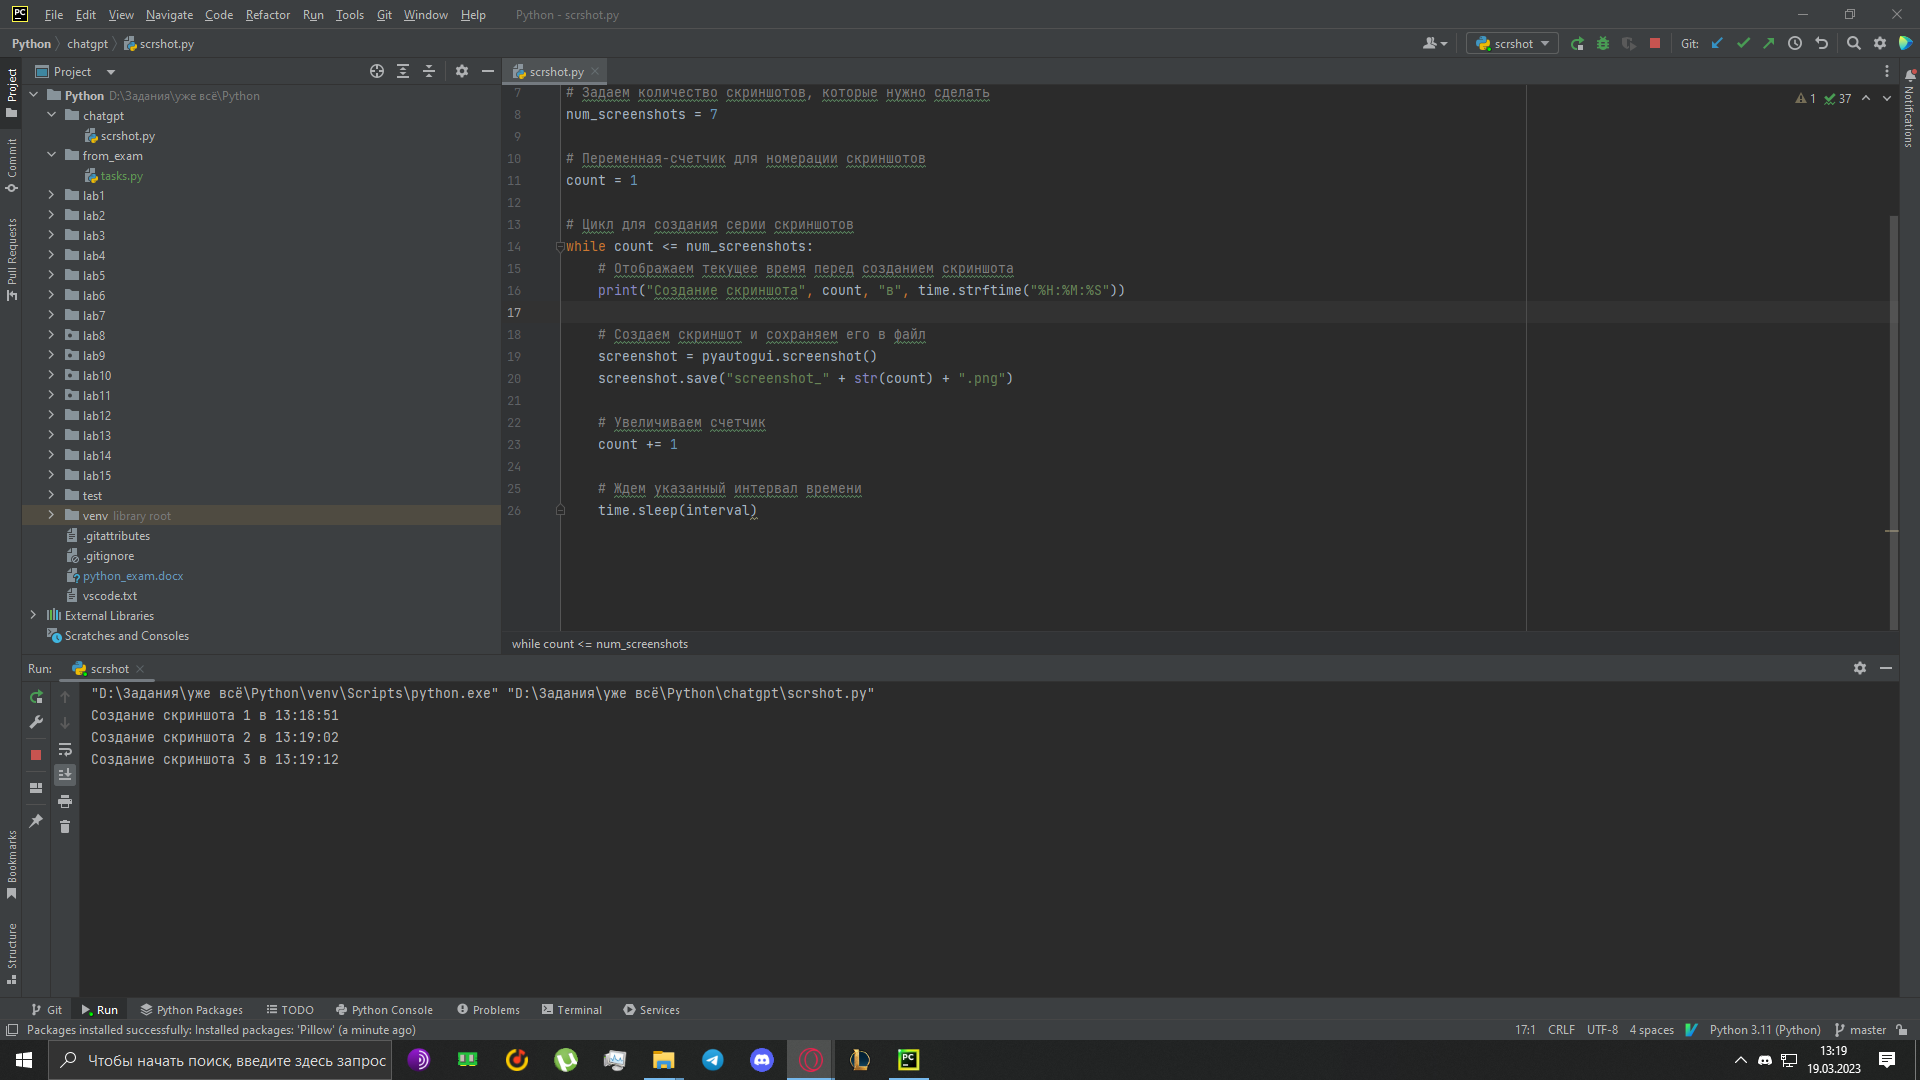 File Edit View Navigate Code Refactor Run Tools Git Window Help Python - scrshot.py
Python chatgpt scrshot.py
scrshot Git:
Project scrshot.py
Python D:\Задания\уже всё\Python
chatgpt
scrshot.py
from_exam
tasks.py
lab1
lab2
lab3
lab4
lab5
lab6
lab7
lab8
lab9
lab10
lab11
lab12
lab13
lab14
lab15
test
venv library root
.gitattributes
.gitignore
python_exam.docx
vscode.txt
External Libraries
Scratches and Consoles
Project
Commit
Pull Requests
Bookmarks
Structure
Notifications
1 37
7 # Задаем количество скриншотов, которые нужно сделать
8 num_screenshots = 7
9
10 # Переменная-счетчик для номерации скриншотов
11 count = 1
12
13 # Цикл для создания серии скриншотов
14 while count <= num_screenshots:
15 # Отображаем текущее время перед созданием скриншота
16 print("Создание скриншота", count, "в", time.strftime("%H:%M:%S"))
17
18 # Создаем скриншот и сохраняем его в файл
19 screenshot = pyautogui.screenshot()
20 screenshot.save("screenshot_" + str(count) + ".png")
21
22 # Увеличиваем счетчик
23 count += 1
24
25 # Ждем указанный интервал времени
26 time.sleep(interval)
while count <= num_screenshots
Run: scrshot
"D:\Задания\уже всё\Python\venv\Scripts\python.exe" "D:\Задания\уже всё\Python\chatgpt\scrshot.py"
Создание скриншота 1 в 13:18:51
Создание скриншота 2 в 13:19:02
Создание скриншота 3 в 13:19:12
Git Run Python Packages TODO Python Console Problems Terminal Services
Packages installed successfully: Installed packages: 'Pillow' (a minute ago) 17:1 CRLF UTF-8 4 spaces Python 3.11 (Python) master
Чтобы начать поиск, введите здесь запрос
13:19
19.03.2023